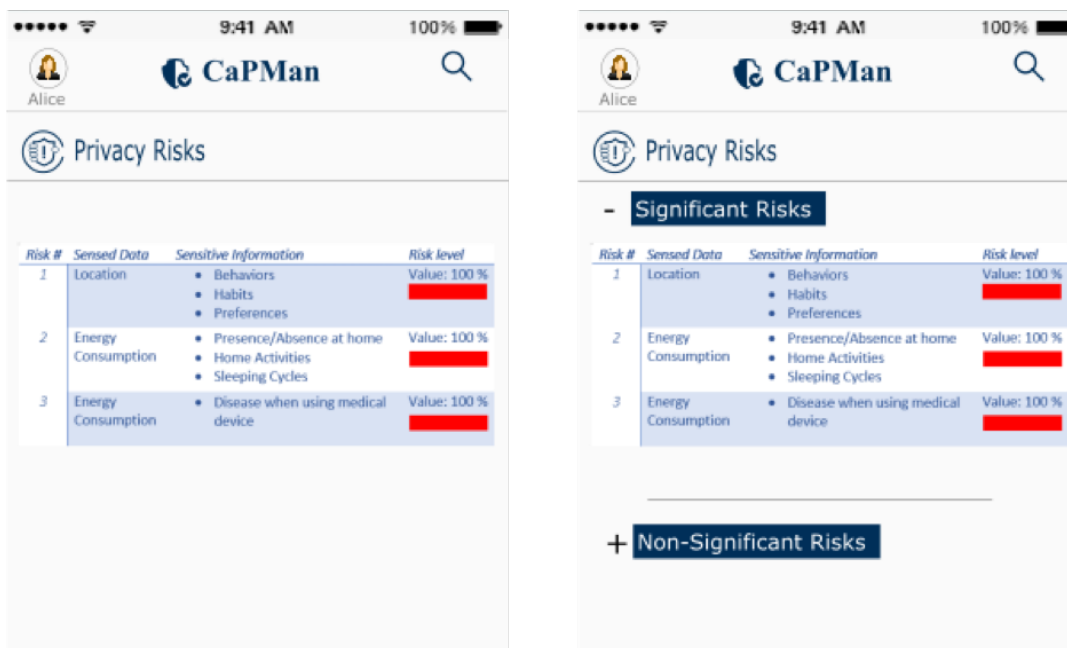 9:41 AM 100%
Alice
CaPMan
Privacy Risks
Risk # Sensed Data Sensitive Information Risk level
1 Location • Behaviors Value: 100 %
• Habits
• Preferences
2 Energy • Presence/Absence at home Value: 100 %
Consumption • Home Activities
• Sleeping Cycles
3 Energy • Disease when using medical Value: 100 %
Consumption device
9:41 AM 100%
Alice
CaPMan
Privacy Risks
- Significant Risks
Risk # Sensed Data Sensitive Information Risk level
1 Location • Behaviors Value: 100 %
• Habits
• Preferences
2 Energy • Presence/Absence at home Value: 100 %
Consumption • Home Activities
• Sleeping Cycles
3 Energy • Disease when using medical Value: 100 %
Consumption device
+ Non-Significant Risks